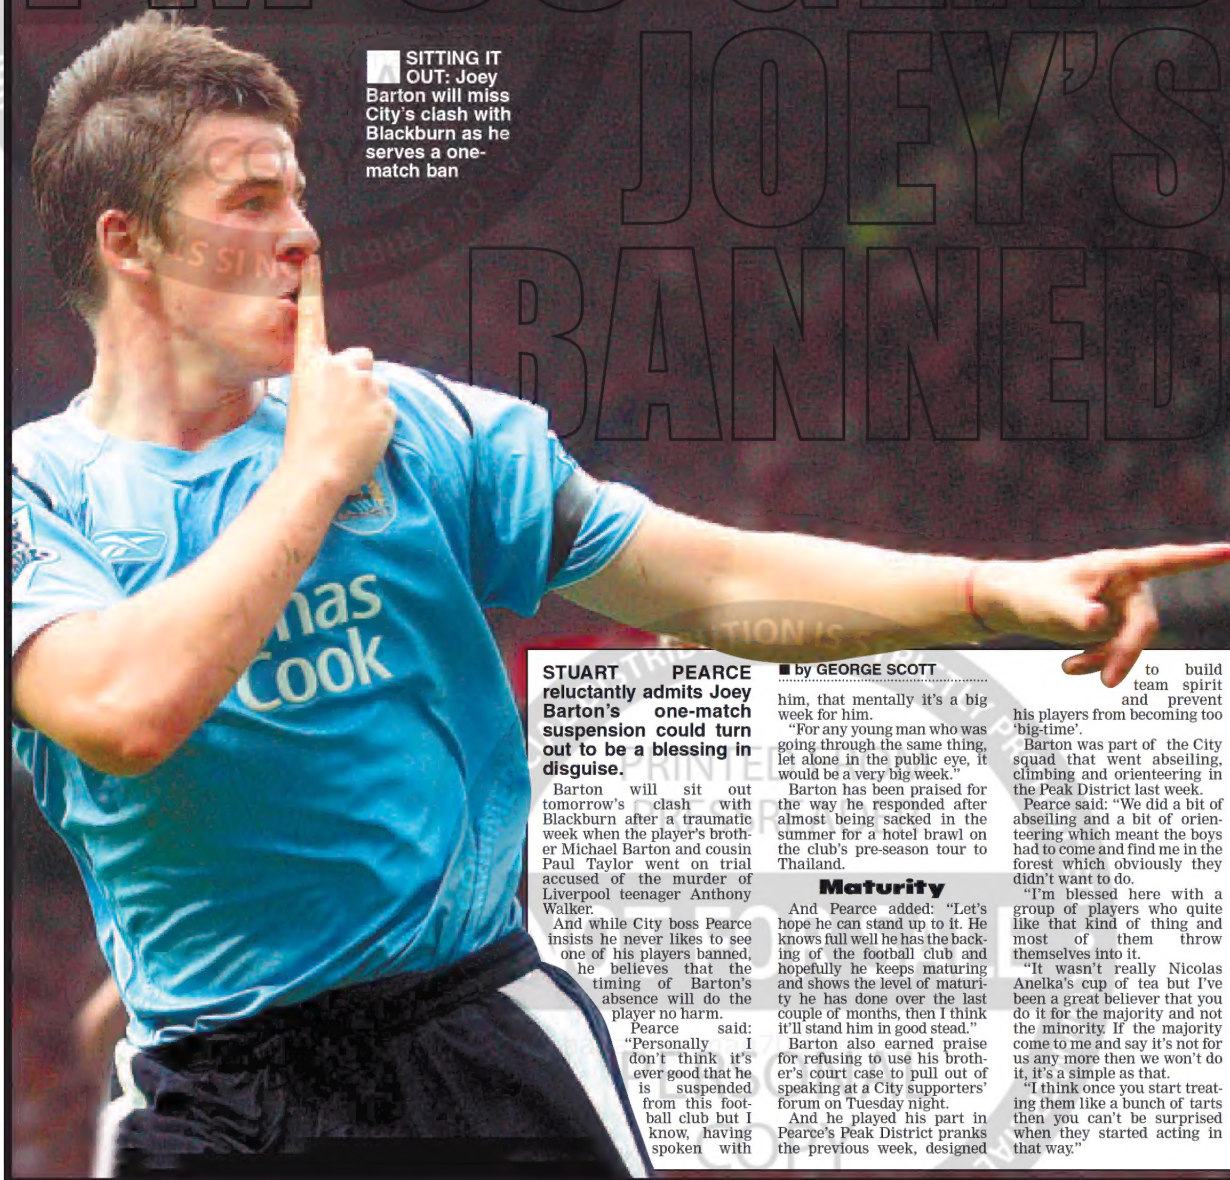 JOEY'S
BANNED
SITTING IT
OUT: Joey
Barton will miss
City's clash with
Blackburn as he
serves a one-
match ban
nas
Cook
STUART PEARCE
reluctantly admits Joey
Barton's one-match
suspension could turn
out to be a blessing in
disguise.
Barton will sit out
tomorrow's clash with
Blackburn after a traumatic
week when the player's broth-
er Michael Barton and cousin
Paul Taylor went on trial
accused of the murder of
Liverpool teenager Anthony
Walker.
And while City boss Pearce
insists he never likes to see
one of his players banned,
he believes that the
timing of Barton's
absence will do the
player no harm.
Pearce said:
"Personally I
don't think it's
ever good that he
is suspended
from this foot-
ball club but I
know, having
spoken with
■ by GEORGE SCOTT
him, that mentally it's a big
week for him.
"For any young man who was
going through the same thing,
let alone in the public eye, it
would be a very big week."
Barton has been praised for
the way he responded after
almost being sacked in the
summer for a hotel brawl on
the club's pre-season tour to
Thailand.
Maturity
And Pearce added: "Let's
hope he can stand up to it. He
knows full well he has the back-
ing of the football club and
hopefully he keeps maturing
and shows the level of maturi-
ty he has done over the last
couple of months, then I think
it'll stand him in good stead."
Barton also earned praise
for refusing to use his broth-
er's court case to pull out of
speaking at a City supporters'
forum on Tuesday night.
And he played his part in
Pearce's Peak District pranks
the previous week, designed
to build
team spirit
and prevent
his players from becoming too
'big-time'.
Barton was part of the City
squad that went abseiling,
climbing and orienteering in
the Peak District last week.
Pearce said: "We did a bit of
abseiling and a bit of orien-
teering which meant the boys
had to come and find me in the
forest which obviously they
didn't want to do.
"I'm blessed here with a
group of players who quite
like that kind of thing and
most of them throw
themselves into it.
"It wasn't really Nicolas
Anelka's cup of tea but I've
been a great believer that you
do it for the majority and not
the minority. If the majority
come to me and say it's not for
us any more then we won't do
it, it's a simple as that.
"I think once you start treat-
ing them like a bunch of tarts
then you can't be surprised
when they started acting in
that way."